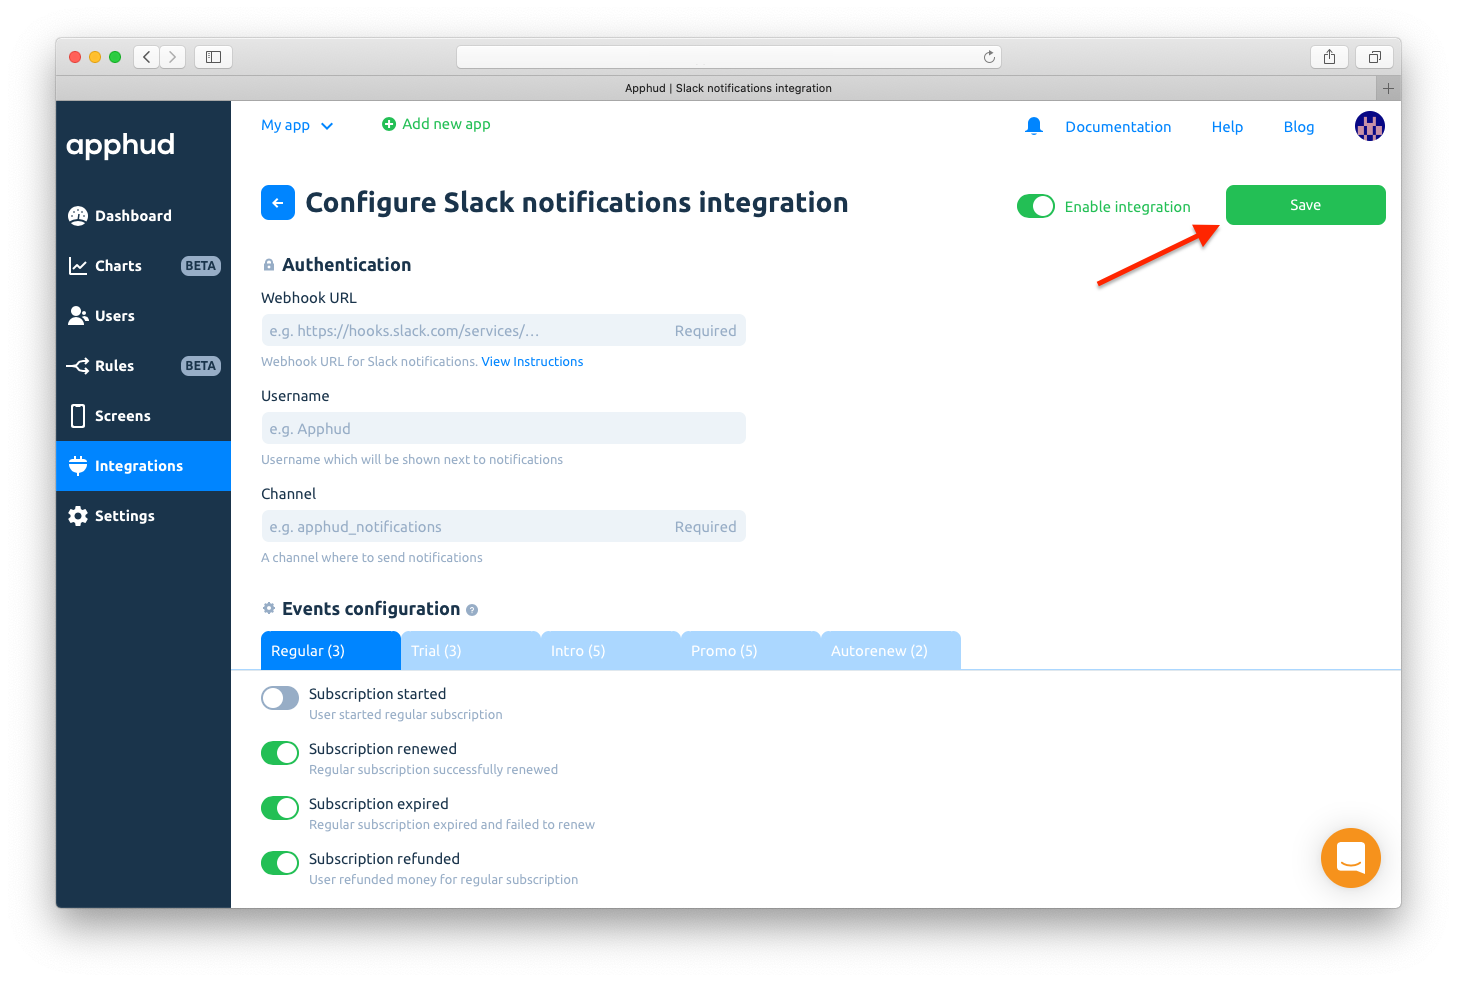 Apphud | Slack notifications integration
apphud
My app
Add new app
Documentation
Help
Blog
Dashboard
Charts BETA
Users
Rules BETA
Screens
Integrations
Settings
Configure Slack notifications integration
Enable integration
Save
Authentication
Webhook URL
e.g. https://hooks.slack.com/services/... Required
Webhook URL for Slack notifications. View Instructions
Username
e.g. Apphud
Username which will be shown next to notifications
Channel
e.g. apphud_notifications Required
A channel where to send notifications
Events configuration ?
Regular (3) Trial (3) Intro (5) Promo (5) Autorenew (2)
Subscription started
User started regular subscription
Subscription renewed
Regular subscription successfully renewed
Subscription expired
Regular subscription expired and failed to renew
Subscription refunded
User refunded money for regular subscription